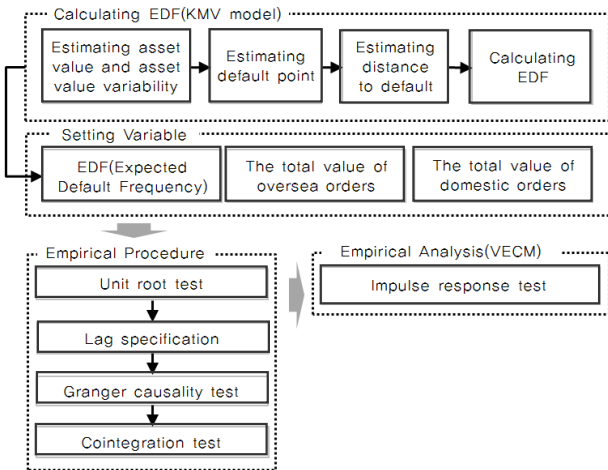 Calculating EDF(KMV model)
Estimating asset
value and asset
value variability
Estimating
default point
Estimating
distance
to default
Calculating
EDF
Setting Variable
EDF(Expected
Default Frequency)
The total value of
oversea orders
The total value of
domestic orders
Empirical Procedure
Unit root test
Lag specification
Granger causality test
Cointegration test
Empirical Analysis(VECM)
Impulse response test